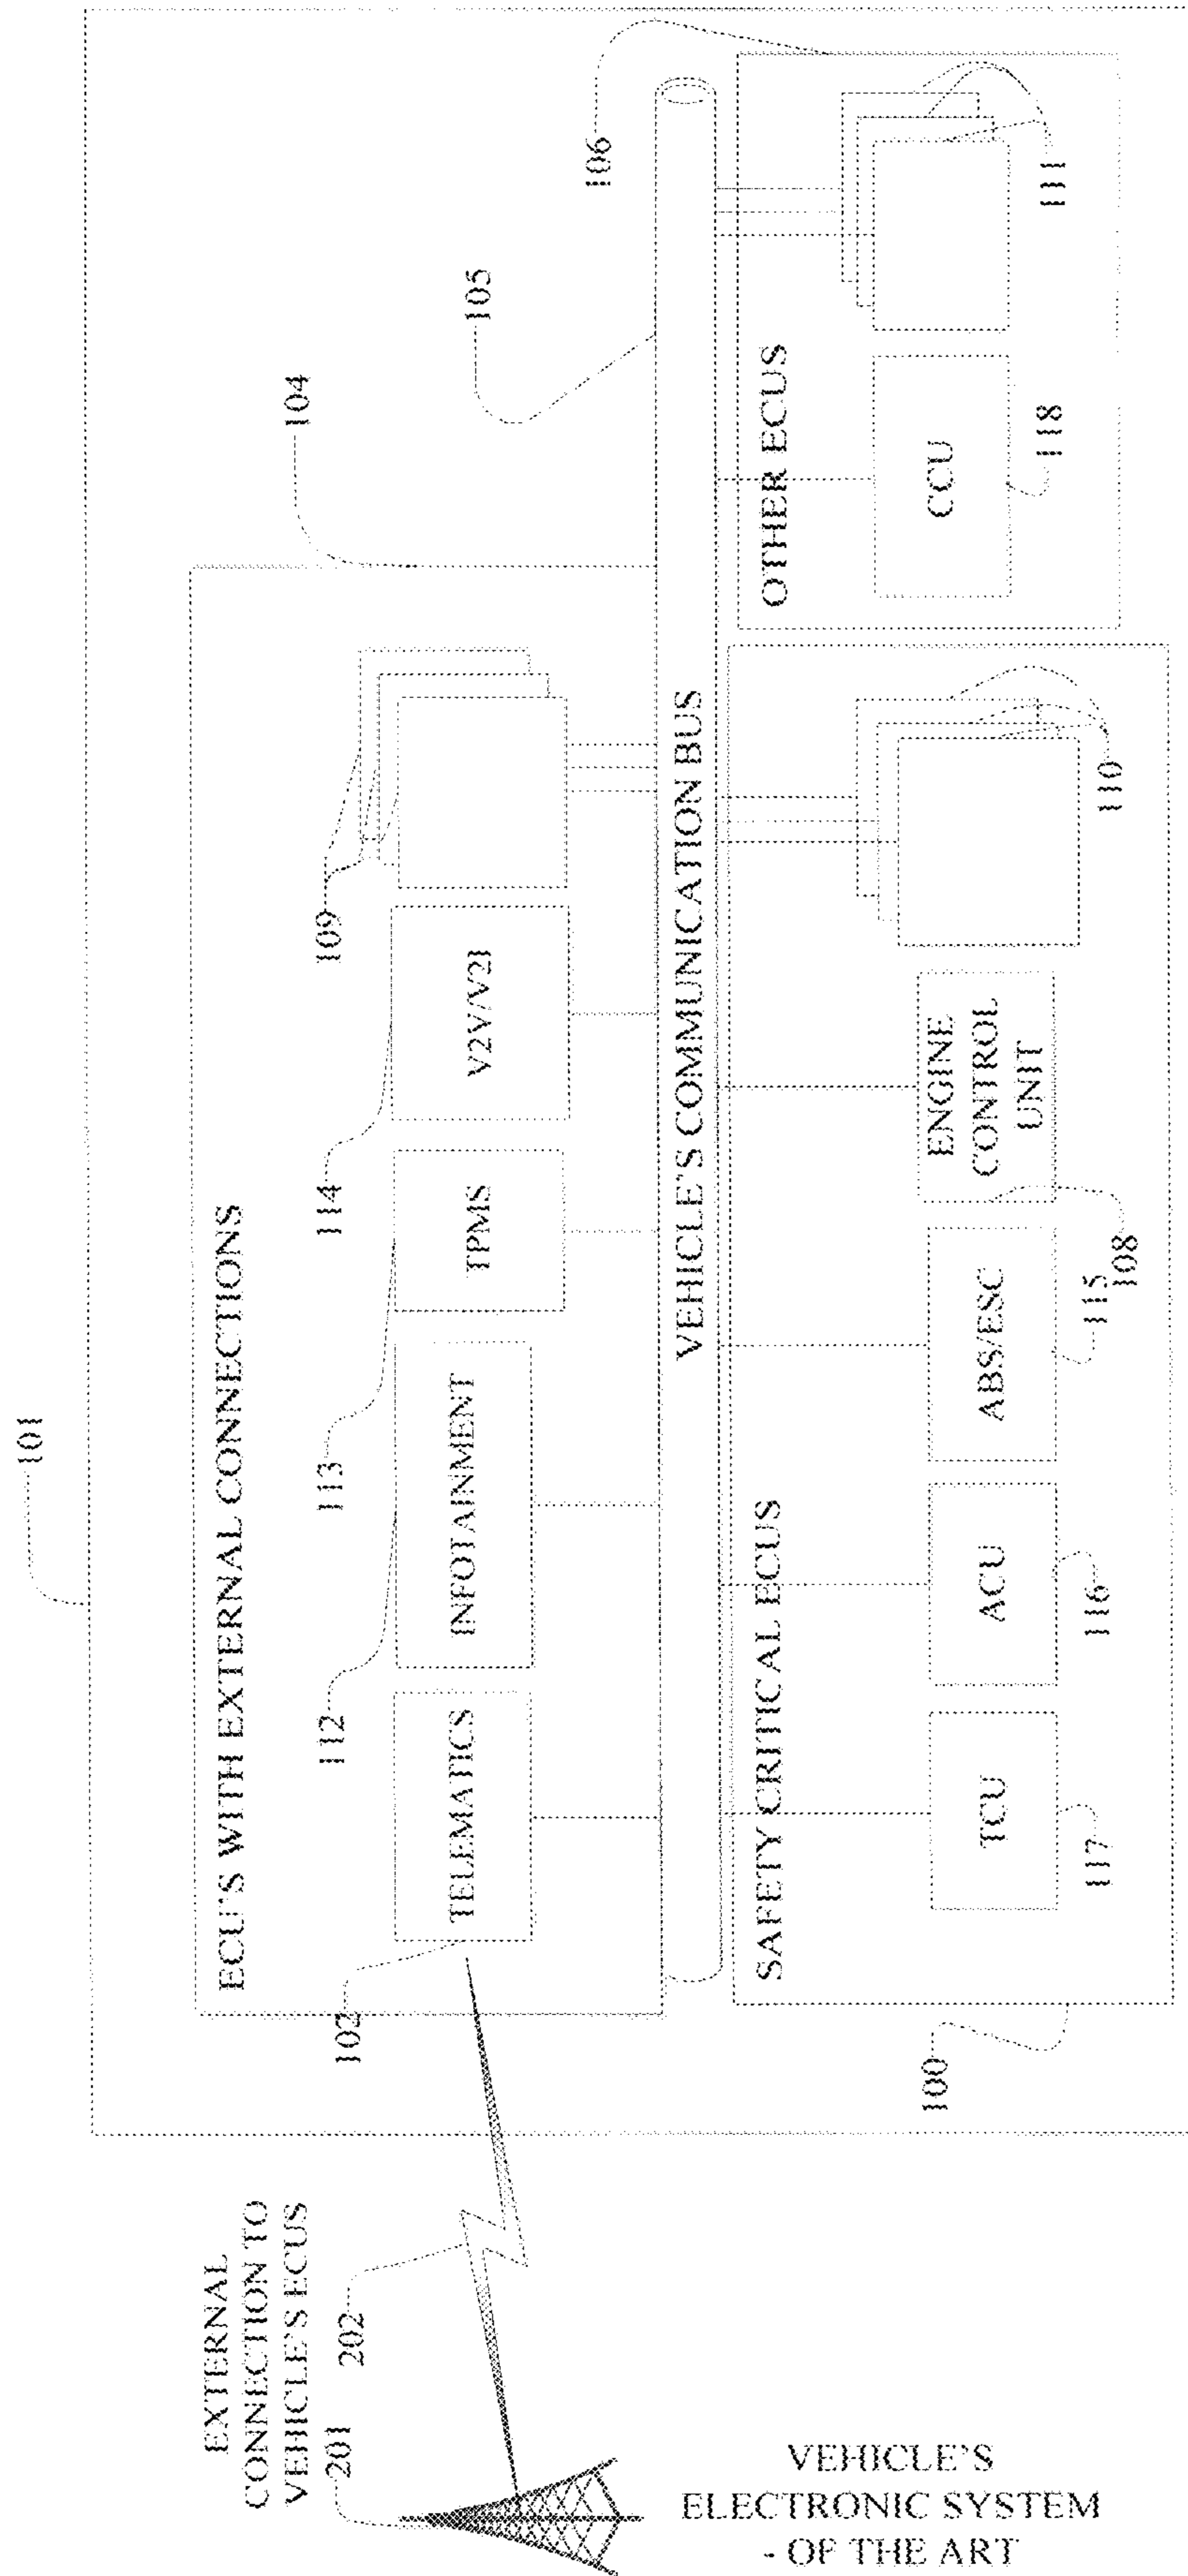 101
104
105
106
ECU'S WITH EXTERNAL CONNECTIONS
102
112
113
114
109
TELEMATICS
INFOTAINMENT
TPMS
V2V/V2I
VEHICLE'S COMMUNICATION BUS
SAFETY CRITICAL ECUS
OTHER ECUS
TCU
ACU
ABS/ESC
ENGINE
CONTROL
UNIT
CCU
100
117
116
115
108
110
118
111
EXTERNAL
CONNECTION TO
VEHICLE'S ECUS
201
202
VEHICLE'S
ELECTRONIC SYSTEM
- OF THE ART